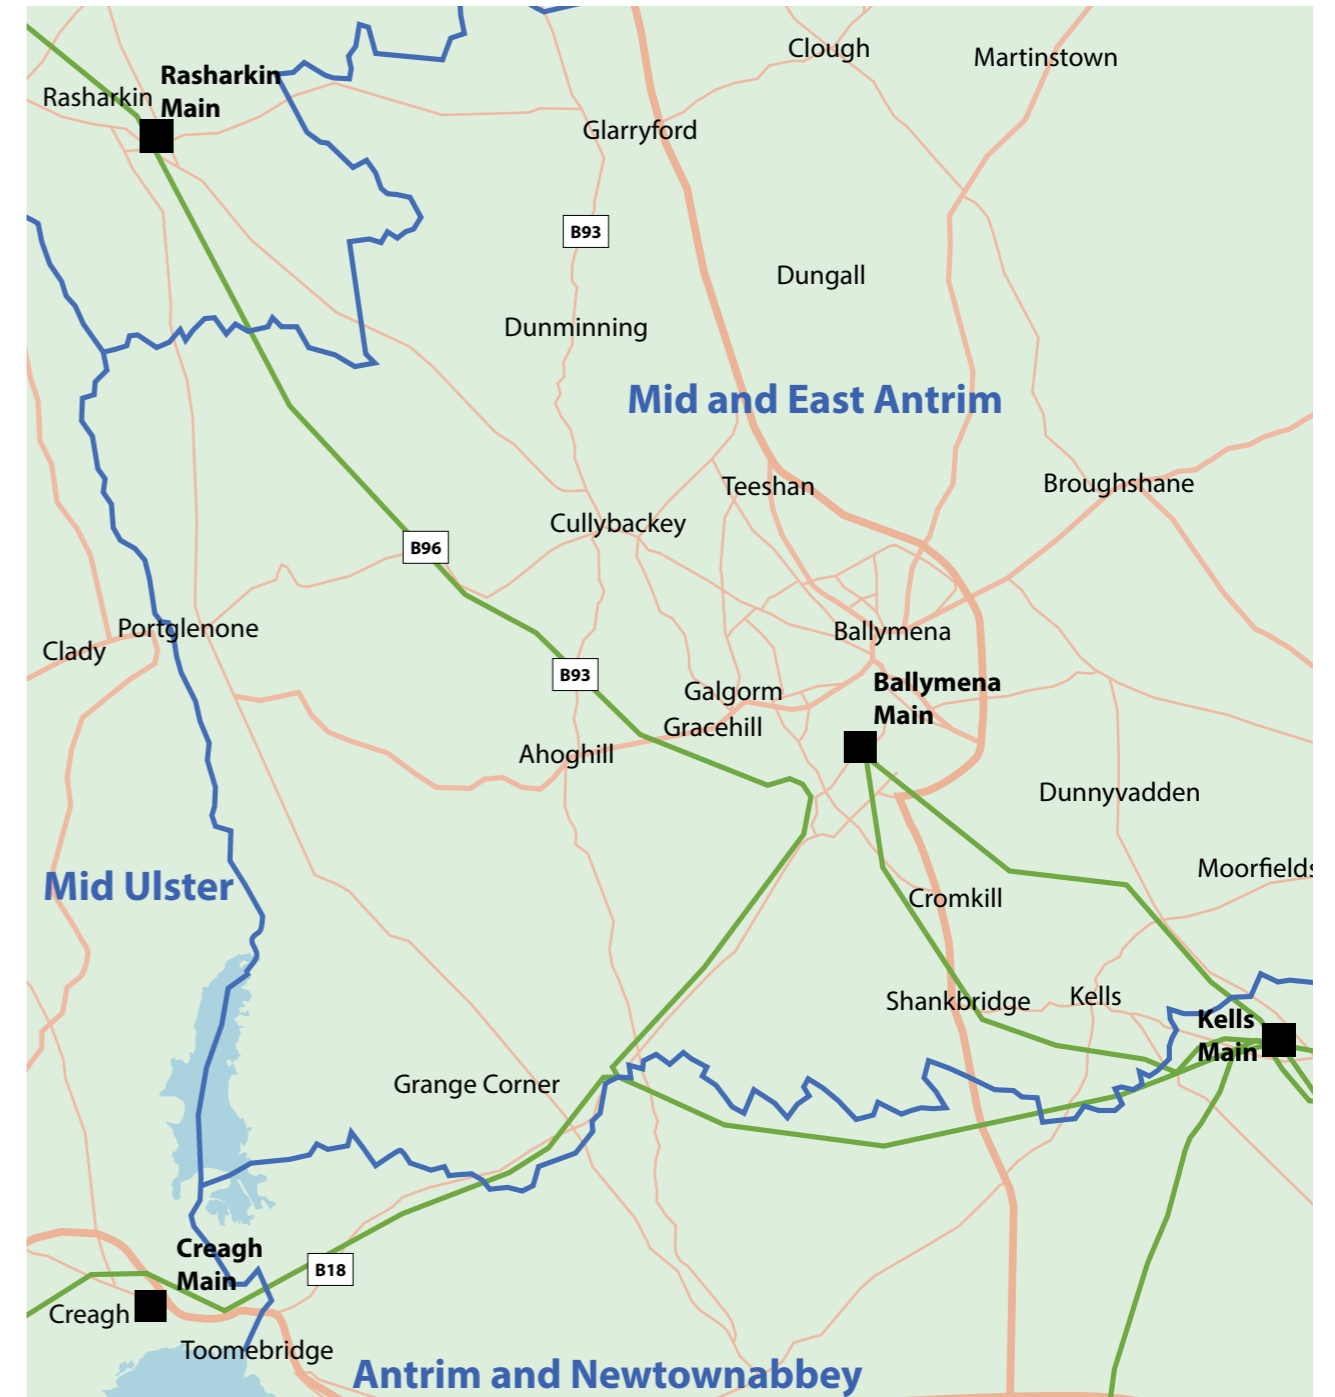 Clough
Martinstown
Rasharkin
Main
Rasharkin
Glarryford
B93
Dungall
Dunminning
Mid and East Antrim
Teeshan
Broughshane
Cullybackey
B96
Portglenone
Ballymena
Clady
B93
Galgorm
Ballymena
Main
Gracehill
Ahoghill
Dunnyvadden
Moorfields
Mid Ulster
Cromkill
Shankbridge
Kells
Kells
Main
Grange Corner
Creagh
Main
B18
Creagh
Toomebridge
Antrim and Newtownabbey